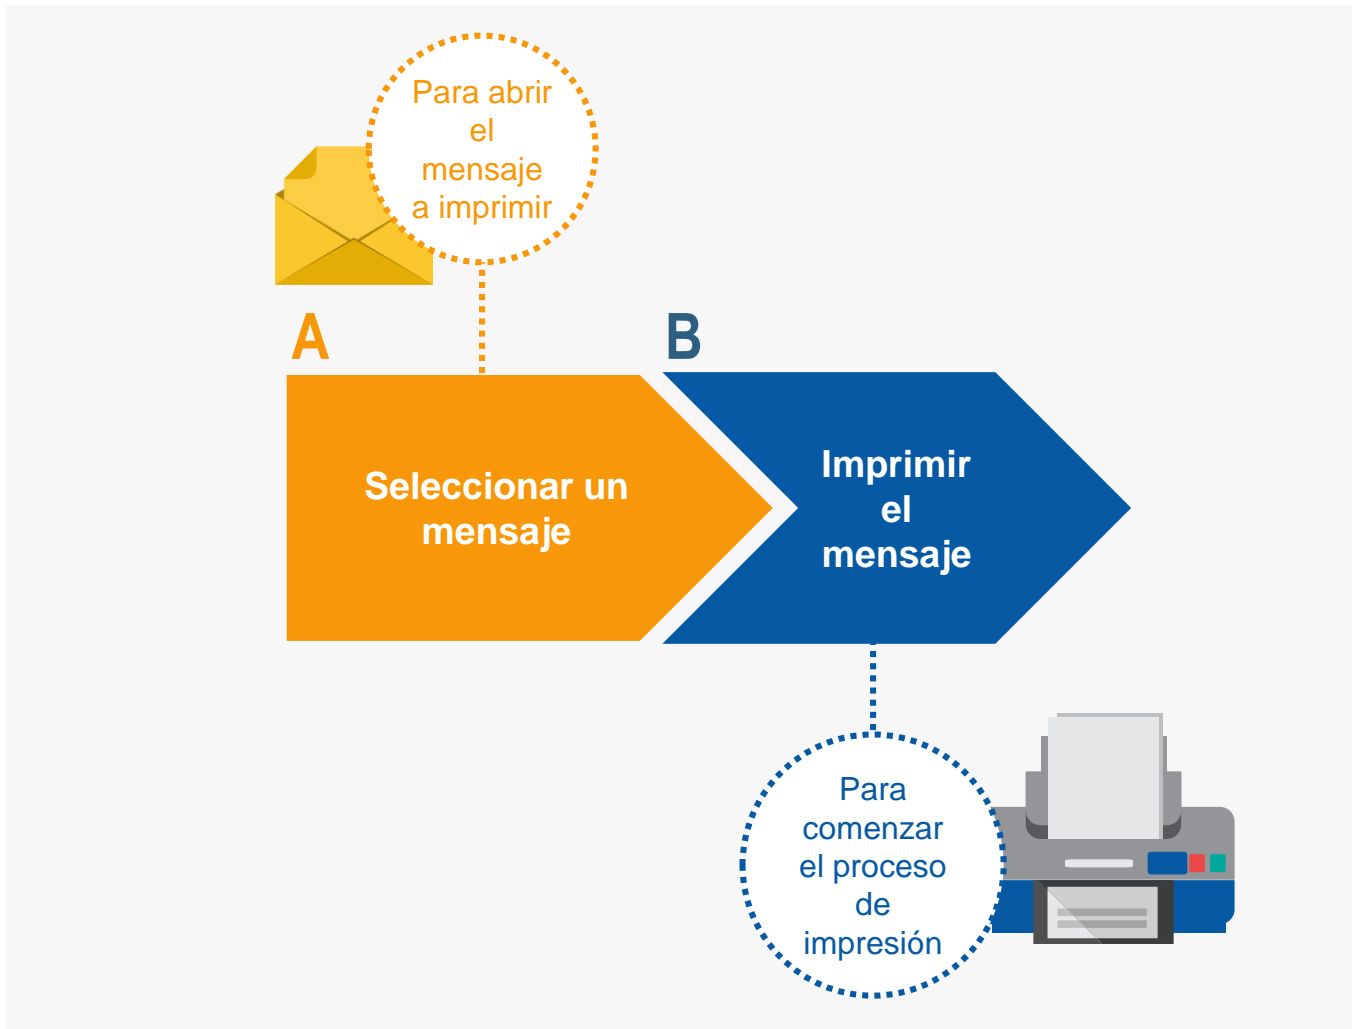 Para abrir
el
mensaje
a imprimir
A
B
Seleccionar un
mensaje
Imprimir
el
mensaje
Para
comenzar
el proceso
de
impresión